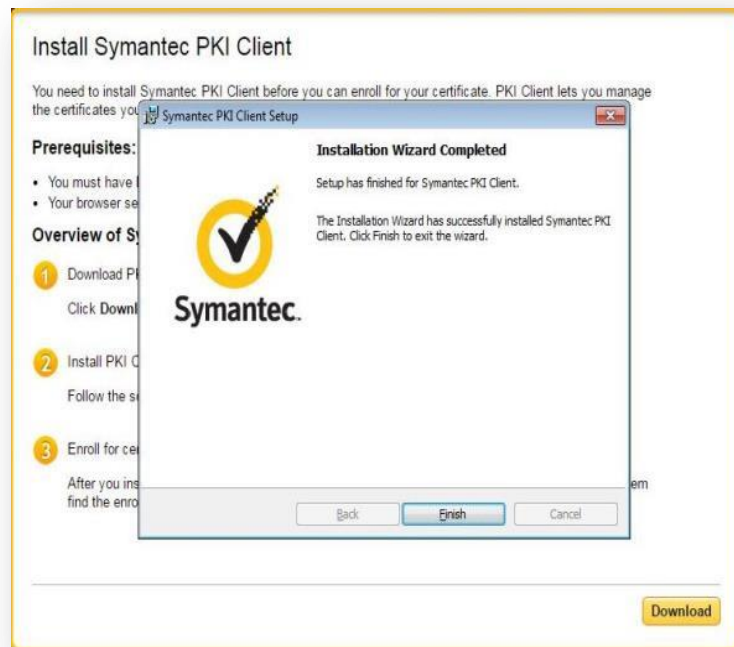 Install Symantec PKI Client
You need to install Symantec PKI Client before you can enroll for your certificate. PKI Client lets you manage
the certificates you
Symantec PKI Client Setup
Prerequisites:
Installation Wizard Completed
• You must have
Setup has finished for Symantec PKI Client.
• Your browser se
The Installation Wizard has successfully installed Symantec PKI
Client. Click Finish to exit the wizard.
Overview of Sy
1 Download PK
Click Downl
Symantec.
2 Install PKI C
Follow the se
3 Enroll for cer
After you ins
em
find the enro
Back
Finish
Cancel
Download